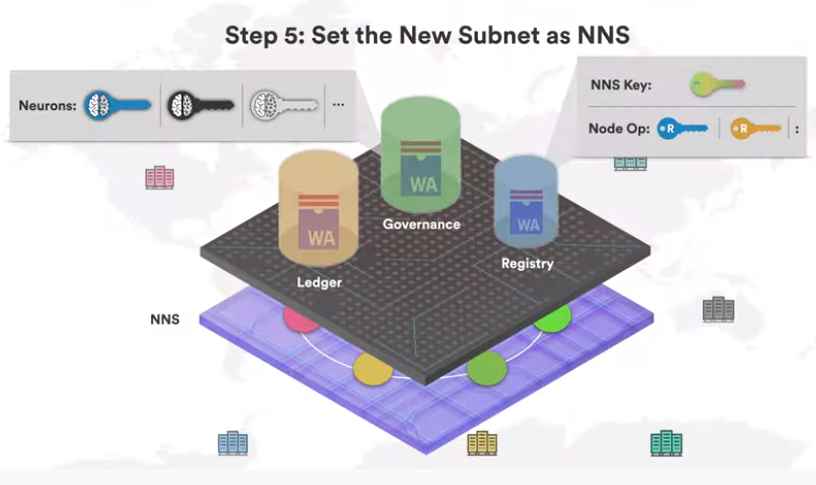 Step 5: Set the New Subnet as NNS
Neurons:
...
NNS Key:
Node Op: R R :
WA
Governance
WA
Ledger
WA
Registry
NNS